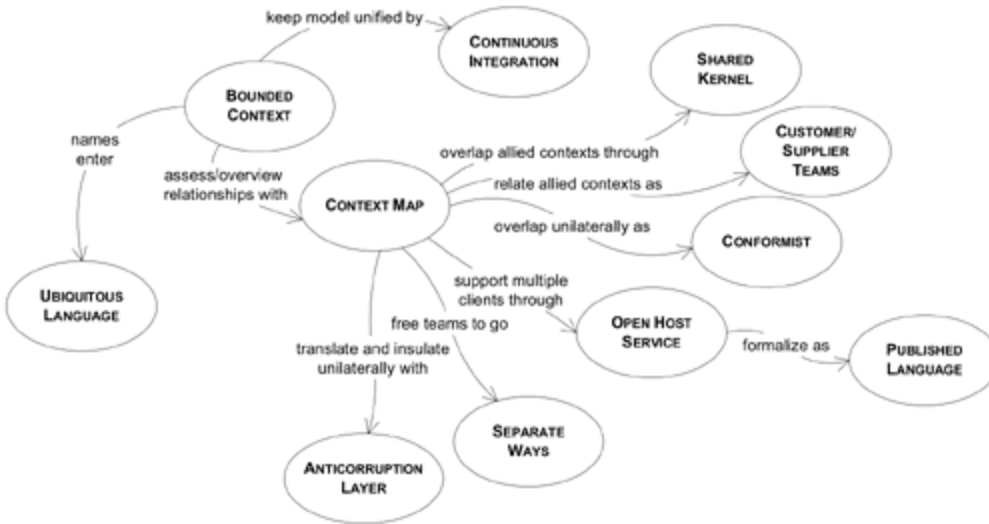 keep model unified by
CONTINUOUS
INTEGRATION
SHARED
KERNEL
BOUNDED
CONTEXT
names
enter
CUSTOMER/
SUPPLIER
TEAMS
overlap allied contexts through
assess/overview
relationships with
relate allied contexts as
CONTEXT MAP
overlap unilaterally as
CONFORMIST
support multiple
clients through
UBIQUITOUS
LANGUAGE
free teams to go
OPEN HOST
SERVICE
formalize as
PUBLISHED
LANGUAGE
translate and insulate
unilaterally with
SEPARATE
WAYS
ANTICORRUPTION
LAYER